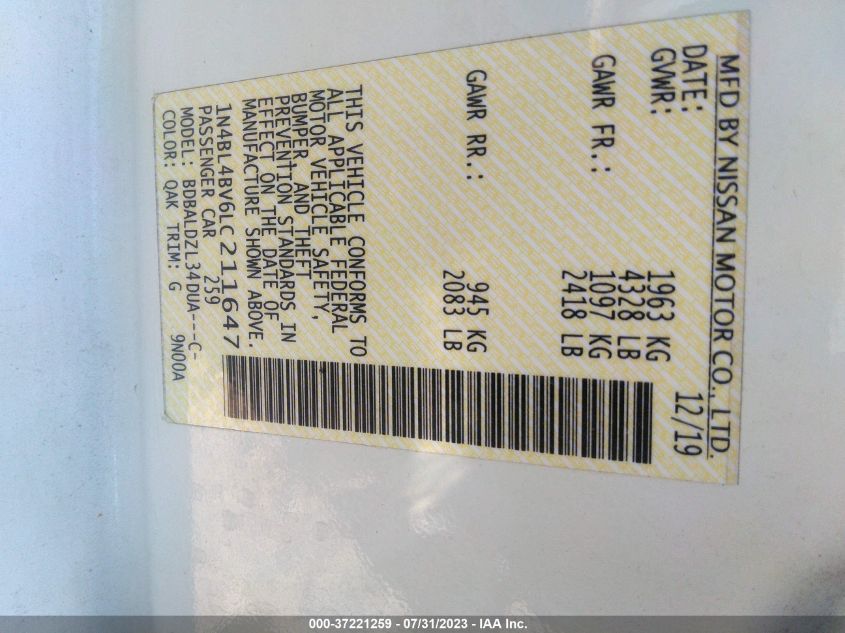 MFD BY NISSAN MOTOR CO., LTD.
DATE: 12/19
GVWR: 1963 KG
4328 LB
GAWR FR.: 1097 KG
2418 LB
GAWR RR.: 945 KG
2083 LB
THIS VEHICLE CONFORMS TO
ALL APPLICABLE FEDERAL
MOTOR VEHICLE SAFETY,
BUMPER, AND THEFT
PREVENTION STANDARDS IN
EFFECT ON THE DATE OF
MANUFACTURE SHOWN ABOVE.
1N4BL4BV6LC211647
PASSENGER CAR 259
MODEL: BDBALDZL34DUA---C-
COLOR: QAK TRIM: G 9N00A
000-37221259 - 07/31/2023 - IAA Inc.